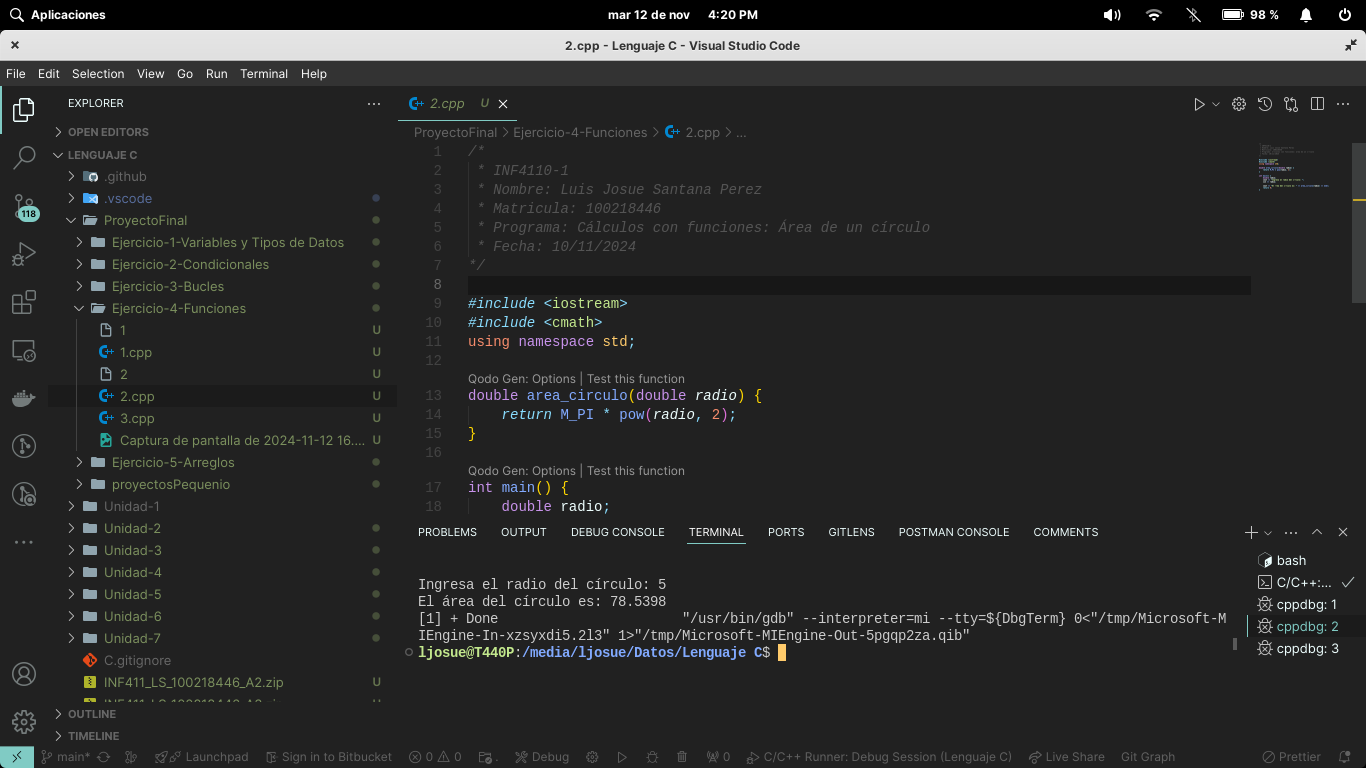 Aplicaciones
mar 12 de nov 4:20 PM
98 %
2.cpp - Lenguaje C - Visual Studio Code
File Edit Selection View Go Run Terminal Help
EXPLORER
OPEN EDITORS
LENGUAJE C
.github
.vscode
118
ProyectoFinal
Ejercicio-1-Variables y Tipos de Datos
Ejercicio-2-Condicionales
Ejercicio-3-Bucles
Ejercicio-4-Funciones
1 U
1.cpp U
2 U
2.cpp U
3.cpp U
Captura de pantalla de 2024-11-12 16.... U
Ejercicio-5-Arreglos
proyectosPequenio
Unidad-1
Unidad-2
Unidad-3
Unidad-4
Unidad-5
Unidad-6
Unidad-7
C.gitignore
INF411_LS_100218446_A2.zip U
OUTLINE
TIMELINE
2.cpp U
ProyectoFinal > Ejercicio-4-Funciones > 2.cpp > ...
1 /*
2 * INF4110-1
3 * Nombre: Luis Josue Santana Perez
4 * Matricula: 100218446
5 * Programa: Cálculos con funciones: Área de un círculo
6 * Fecha: 10/11/2024
7 */
8
9 #include <iostream>
10 #include <cmath>
11 using namespace std;
12
Qodo Gen: Options | Test this function
13 double area_circulo(double radio) {
14 return M_PI * pow(radio, 2);
15 }
16
Qodo Gen: Options | Test this function
17 int main() {
18 double radio;
PROBLEMS OUTPUT DEBUG CONSOLE TERMINAL PORTS GITLENS POSTMAN CONSOLE COMMENTS
Ingresa el radio del círculo: 5
El área del círculo es: 78.5398
[1] + Done "/usr/bin/gdb" --interpreter=mi --tty=${DbgTerm} 0<"/tmp/Microsoft-M
IEngine-In-xzsyxdi5.2l3" 1>"/tmp/Microsoft-MIEngine-Out-5pgqp2za.qib"
ljosue@T440P:/media/ljosue/Datos/Lenguaje C$
bash
C/C++:...
cppdbg: 1
cppdbg: 2
cppdbg: 3
main* Launchpad Sign in to Bitbucket 0 0 . Debug 0 C/C++ Runner: Debug Session (Lenguaje C) Live Share Git Graph Prettier